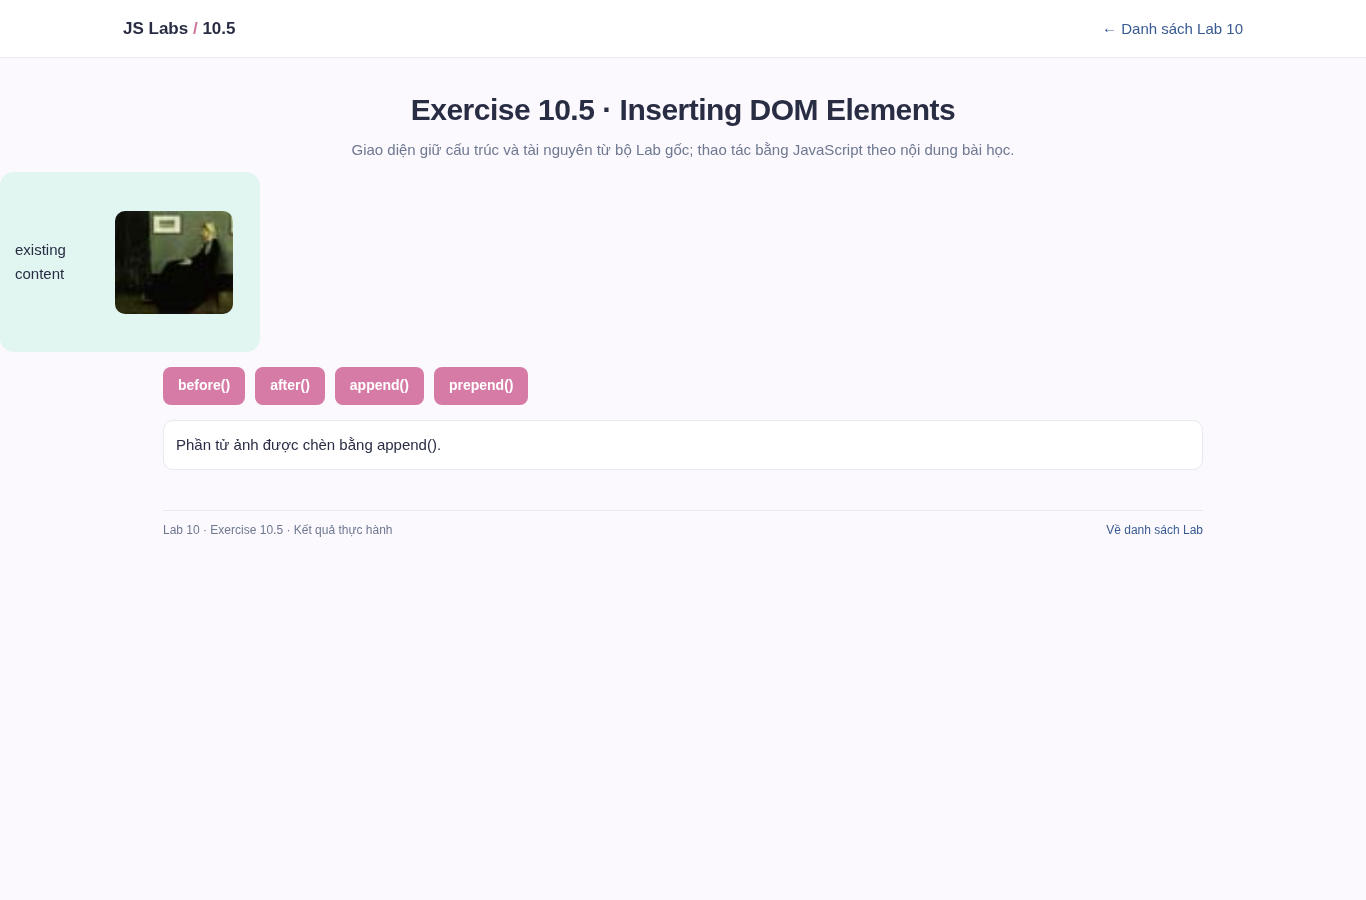 JS Labs / 10.5
← Danh sách Lab 10
Exercise 10.5 · Inserting DOM Elements
Giao diện giữ cấu trúc và tài nguyên từ bộ Lab gốc; thao tác bằng JavaScript theo nội dung bài học.
existing
content
before()
after()
append()
prepend()
Phần tử ảnh được chèn bằng append().
Lab 10 · Exercise 10.5 · Kết quả thực hành
Về danh sách Lab